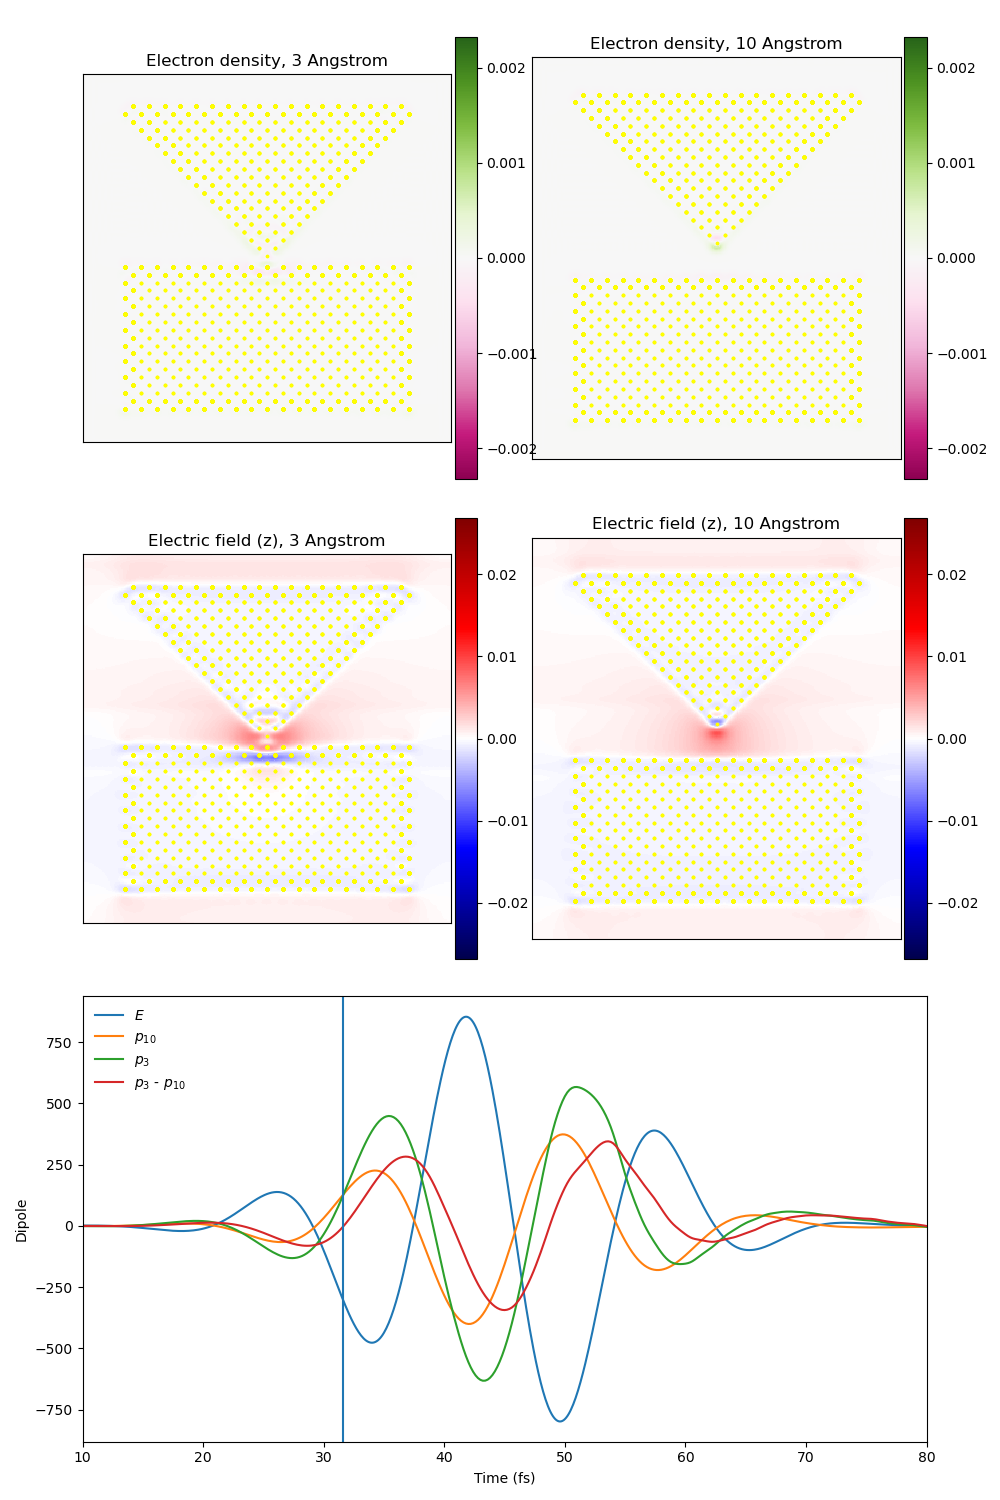 Electron density, 3 Angstrom
0.002
0.001
0.000
−0.001
−0.002
Electron density, 10 Angstrom
0.002
0.001
0.000
−0.001
−0.002
Electric field (z), 3 Angstrom
0.02
0.01
0.00
−0.01
−0.02
Electric field (z), 10 Angstrom
0.02
0.01
0.00
−0.01
−0.02
E
p10
p3
p3 - p10
750
500
250
0
−250
−500
−750
Dipole
10 20 30 40 50 60 70 80
Time (fs)